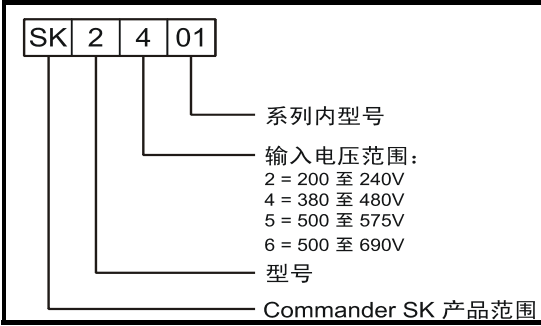 SK 2 4 01
系列内型号
输入电压范围：
2 = 200 至 240V
4 = 380 至 480V
5 = 500 至 575V
6 = 500 至 690V
型号
Commander SK 产品范围